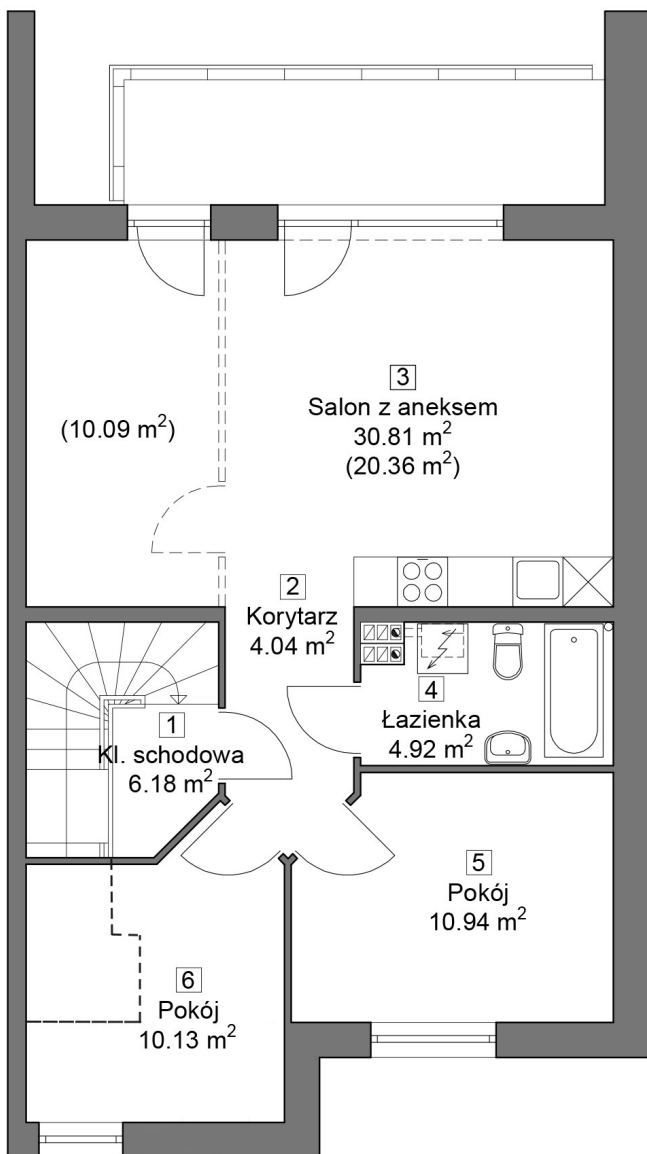 3
Salon z aneksem
30.81 m²
(20.36 m²)
(10.09 m²)
2
Korytarz
4.04 m²
4
Łazienka
4.92 m²
1
Kl. schodowa
6.18 m²
5
Pokój
10.94 m²
6
Pokój
10.13 m²